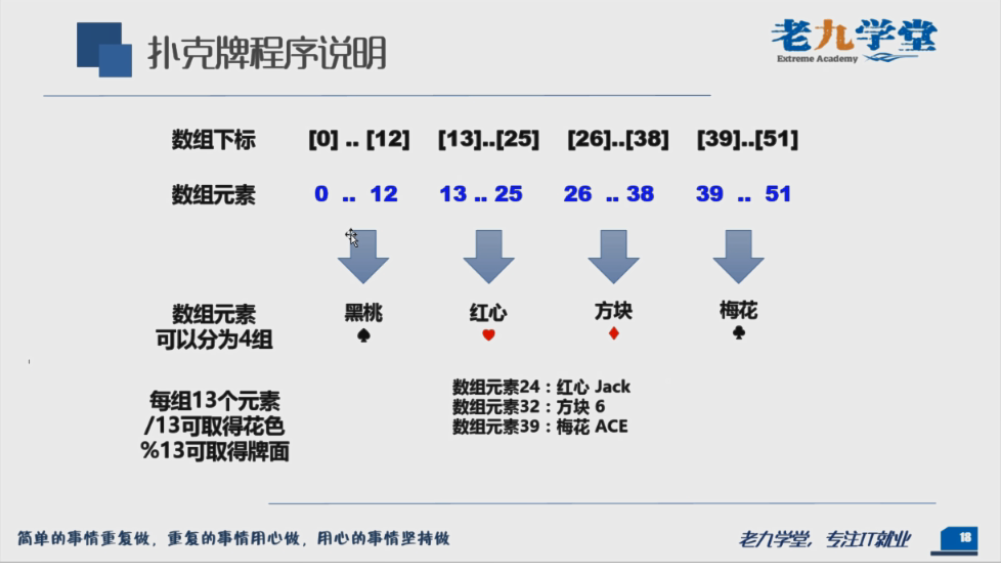 扑克牌程序说明
老九学堂
Extreme Academy
数组下标 [0] .. [12] [13]..[25] [26]..[38] [39]..[51]
数组元素 0 .. 12 13 .. 25 26 .. 38 39 .. 51
数组元素
可以分为4组
黑桃 红心 方块 梅花
♠ ♥ ♦ ♣
每组13个元素
/13可取得花色
%13可取得牌面
数组元素24：红心 Jack
数组元素32：方块 6
数组元素39：梅花 ACE
简单的事情重复做，重复的事情用心做，用心的事情坚持做
老九学堂，专注IT就业
18